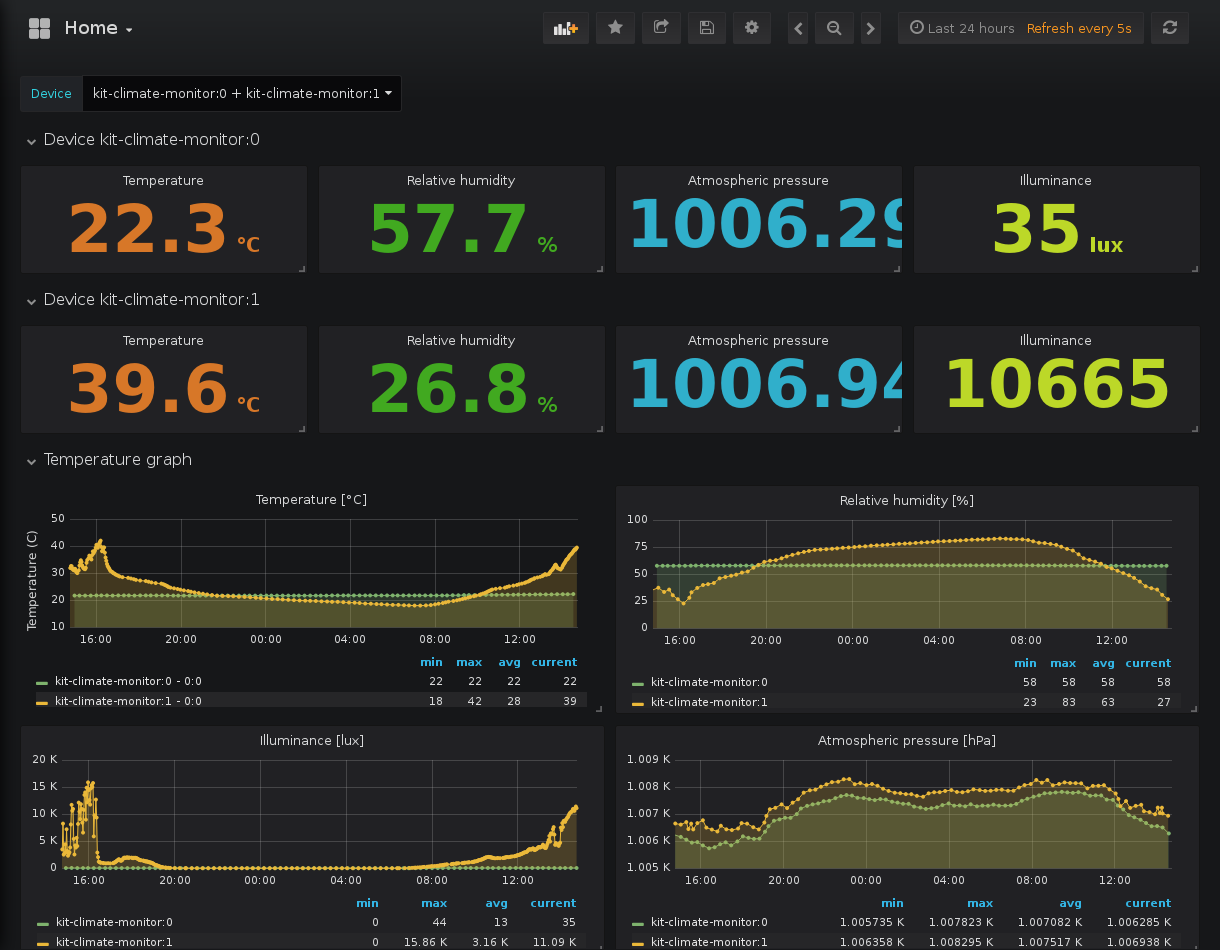 Home
Last 24 hours Refresh every 5s
Device kit-climate-monitor:0 + kit-climate-monitor:1
Device kit-climate-monitor:0
Temperature Relative humidity Atmospheric pressure Illuminance
22.3 °C 57.7 % 1006.29 35 lux
Device kit-climate-monitor:1
Temperature Relative humidity Atmospheric pressure Illuminance
39.6 °C 26.8 % 1006.94 10665
Temperature graph
Temperature [°C]
Temperature (C)
50
40
30
20
10
16:00 20:00 00:00 04:00 08:00 12:00
min max avg current
kit-climate-monitor:0 - 0:0 22 22 22 22
kit-climate-monitor:1 - 0:0 18 42 28 39
Relative humidity [%]
100
75
50
25
0
16:00 20:00 00:00 04:00 08:00 12:00
min max avg current
kit-climate-monitor:0 58 58 58 58
kit-climate-monitor:1 23 83 63 27
Illuminance [lux]
20 K
15 K
10 K
5 K
0
16:00 20:00 00:00 04:00 08:00 12:00
min max avg current
kit-climate-monitor:0 0 44 13 35
kit-climate-monitor:1 0 15.86 K 3.16 K 11.09 K
Atmospheric pressure [hPa]
1.009 K
1.008 K
1.007 K
1.006 K
1.005 K
16:00 20:00 00:00 04:00 08:00 12:00
min max avg current
kit-climate-monitor:0 1.005735 K 1.007823 K 1.007082 K 1.006285 K
kit-climate-monitor:1 1.006358 K 1.008295 K 1.007517 K 1.006938 K